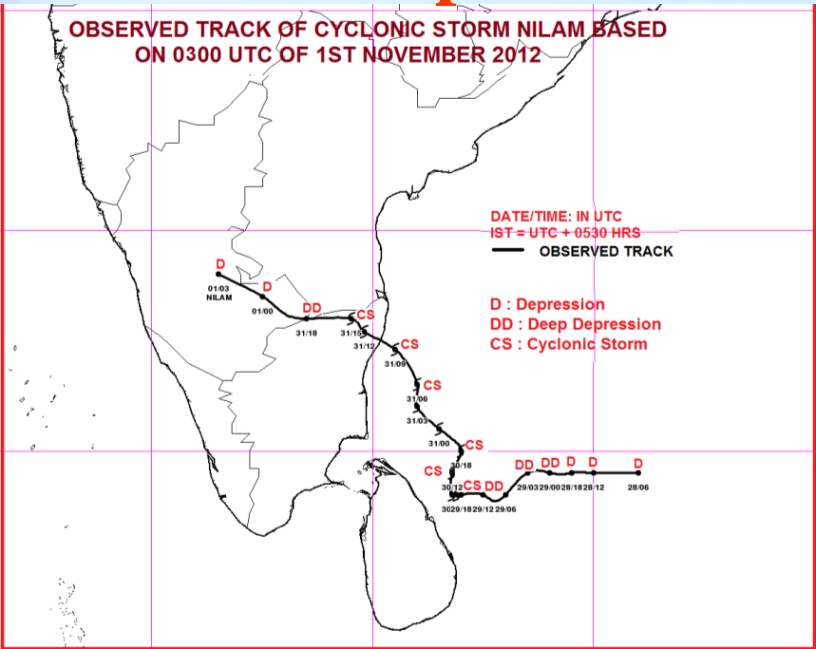 OBSERVED TRACK OF CYCLONIC STORM NILAM BASED
ON 0300 UTC OF 1ST NOVEMBER 2012
DATE/TIME: IN UTC
IST = UTC + 0530 HRS
OBSERVED TRACK
D : Depression
DD : Deep Depression
CS : Cyclonic Storm
D
01/03
NILAM
D
01/00
DD
31/18
CS
31/15
31/12
CS
31/09
CS
31/06
31/03
31/00
CS
30/18
CS
30/12
CS DD
DD DD D D D
29/03 29/00 28/18 28/12 28/06
29/18 29/12 29/06